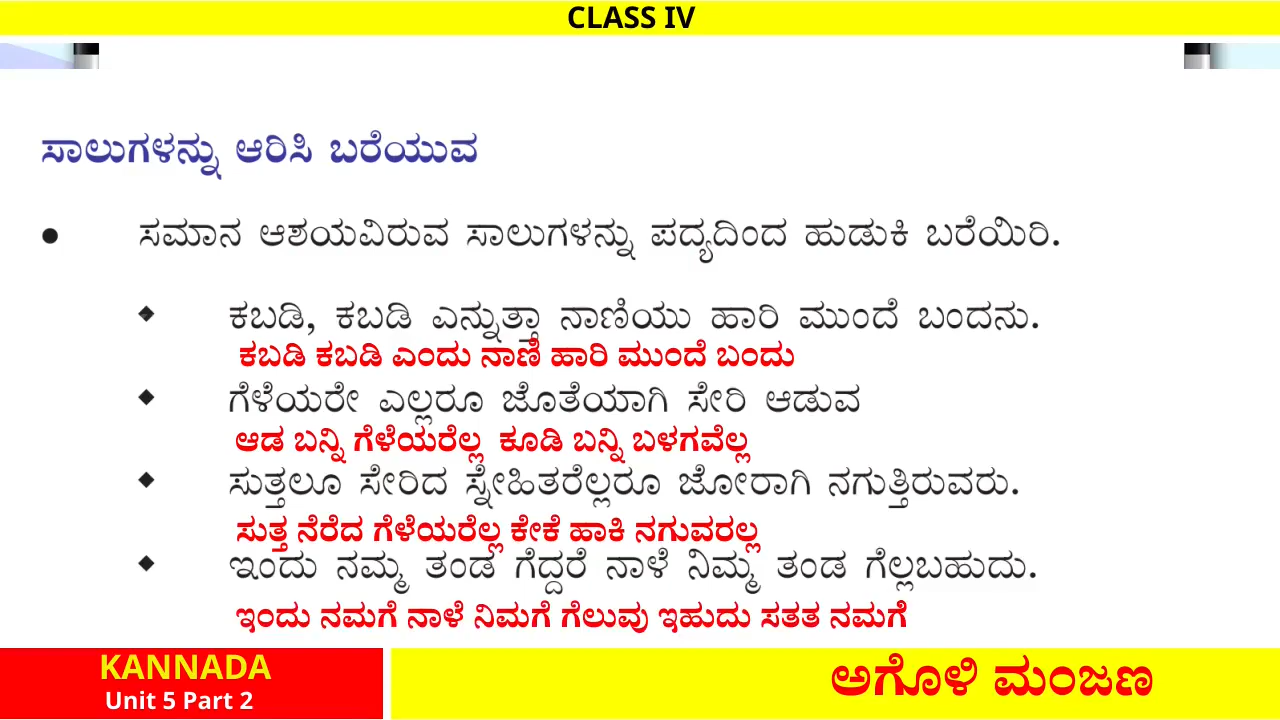 CLASS IV
ಸಾಲುಗಳನ್ನು ಆರಿಸಿ ಬರೆಯುವ
● ಸಮಾನ ಆಶಯವಿರುವ ಸಾಲುಗಳನ್ನು ಪದ್ಯದಿಂದ ಹುಡುಕಿ ಬರೆಯಿರಿ.
◆ ಕಬಡಿ, ಕಬಡಿ ಎನ್ನುತ್ತಾ ನಾಣಿಯು ಹಾರಿ ಮುಂದೆ ಬಂದನು.
ಕಬಡಿ ಕಬಡಿ ಎಂದು ನಾಣಿ ಹಾರಿ ಮುಂದೆ ಬಂದು
◆ ಗೆಳೆಯರೇ ಎಲ್ಲರೂ ಜೊತೆಯಾಗಿ ಸೇರಿ ಆಡುವ
ಆಡ ಬನ್ನಿ ಗೆಳೆಯರೆಲ್ಲ ಕೂಡಿ ಬನ್ನಿ ಬಳಗವೆಲ್ಲ
◆ ಸುತ್ತಲೂ ಸೇರಿದ ಸ್ನೇಹಿತರೆಲ್ಲರೂ ಜೋರಾಗಿ ನಗುತ್ತಿರುವರು.
ಸುತ್ತ ನೆರೆದ ಗೆಳೆಯರೆಲ್ಲ ಕೇಕೆ ಹಾಕಿ ನಗುವರಲ್ಲ
◆ ಇಂದು ನಮ್ಮ ತಂಡ ಗೆದ್ದರೆ ನಾಳೆ ನಿಮ್ಮ ತಂಡ ಗೆಲ್ಲಬಹುದು.
ಇಂದು ನಮಗೆ ನಾಳೆ ನಿಮಗೆ ಗೆಲುವು ಇಹುದು ಸತತ ನಮಗೆ
KANNADA
Unit 5 Part 2
ಅಗೊಳಿ ಮಂಜಣ